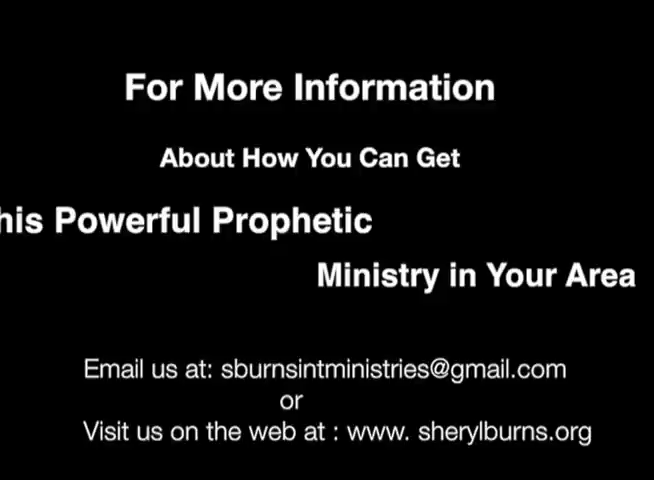 For More Information
About How You Can Get
his Powerful Prophetic
Ministry in Your Area
Email us at: sburnsintministries@gmail.com
or
Visit us on the web at : www. sherylburns.org